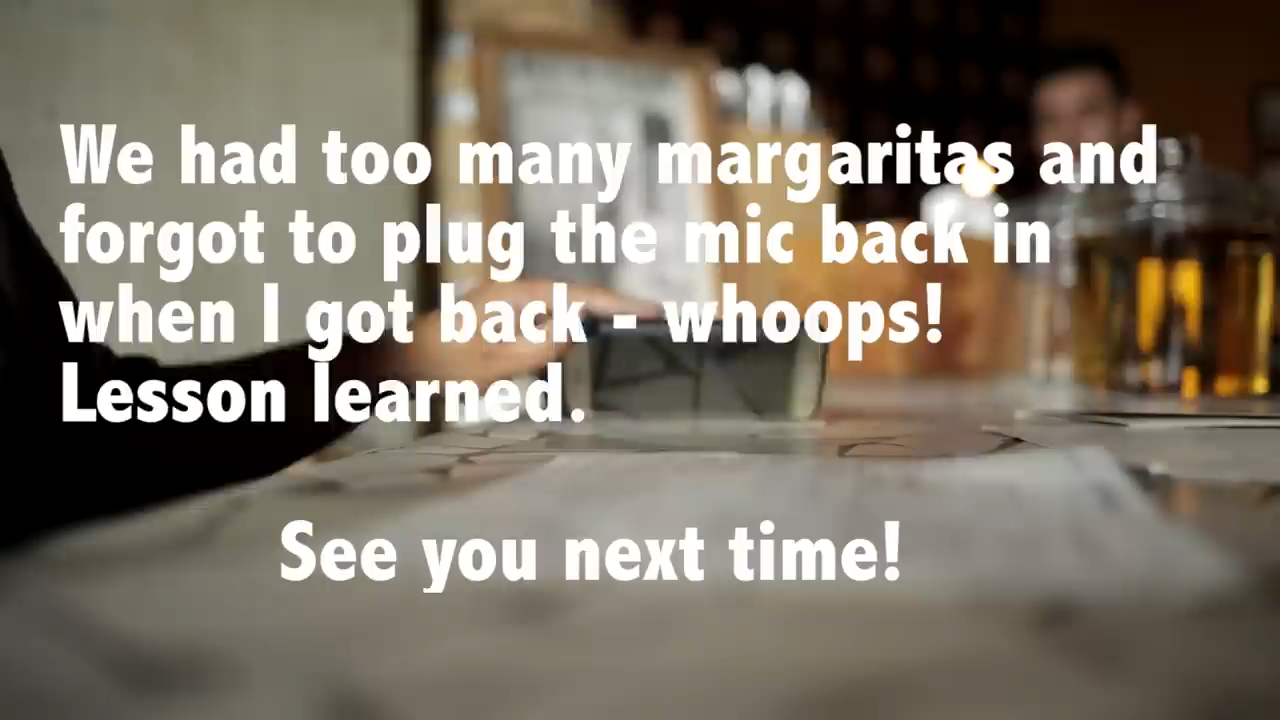 We had too many margaritas and
forgot to plug the mic back in
when I got back - whoops!
Lesson learned.
See you next time!